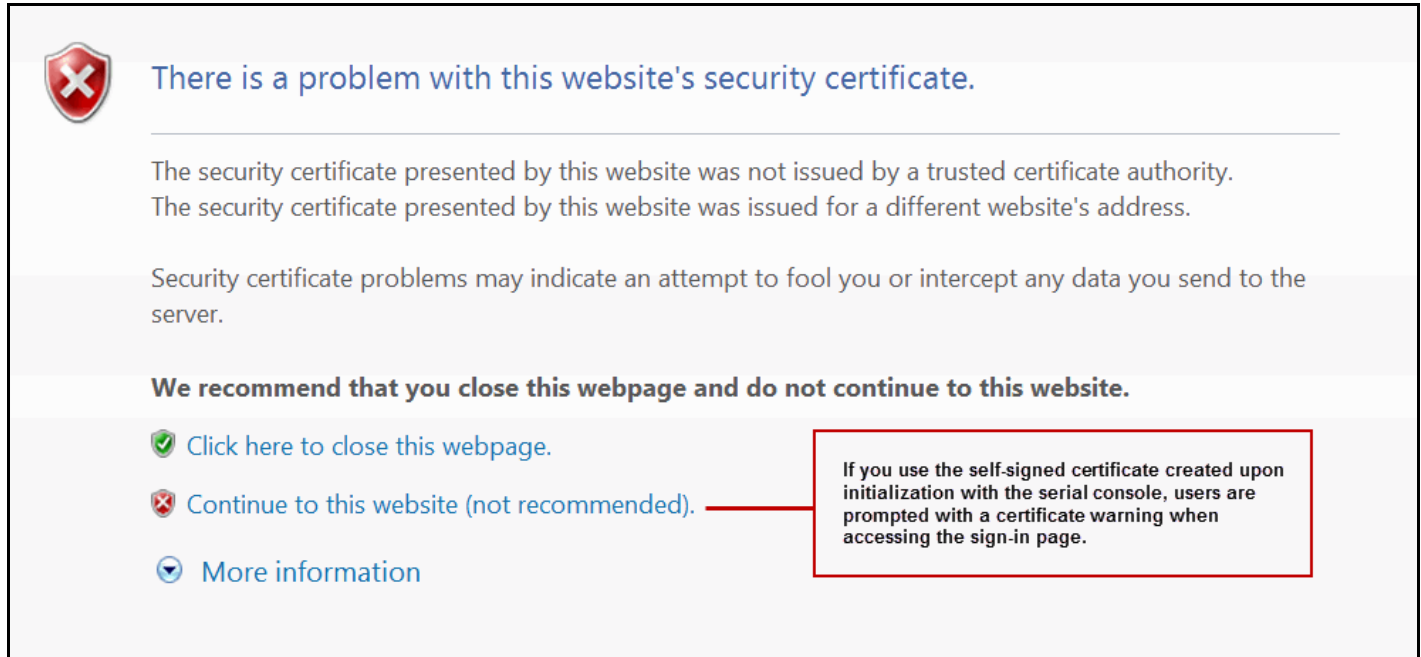 There is a problem with this website's security certificate.
The security certificate presented by this website was not issued by a trusted certificate authority.
The security certificate presented by this website was issued for a different website's address.
Security certificate problems may indicate an attempt to fool you or intercept any data you send to the
server.
We recommend that you close this webpage and do not continue to this website.
Click here to close this webpage.
Continue to this website (not recommended).
If you use the self-signed certificate created upon
initialization with the serial console, users are
prompted with a certificate warning when
accessing the sign-in page.
More information